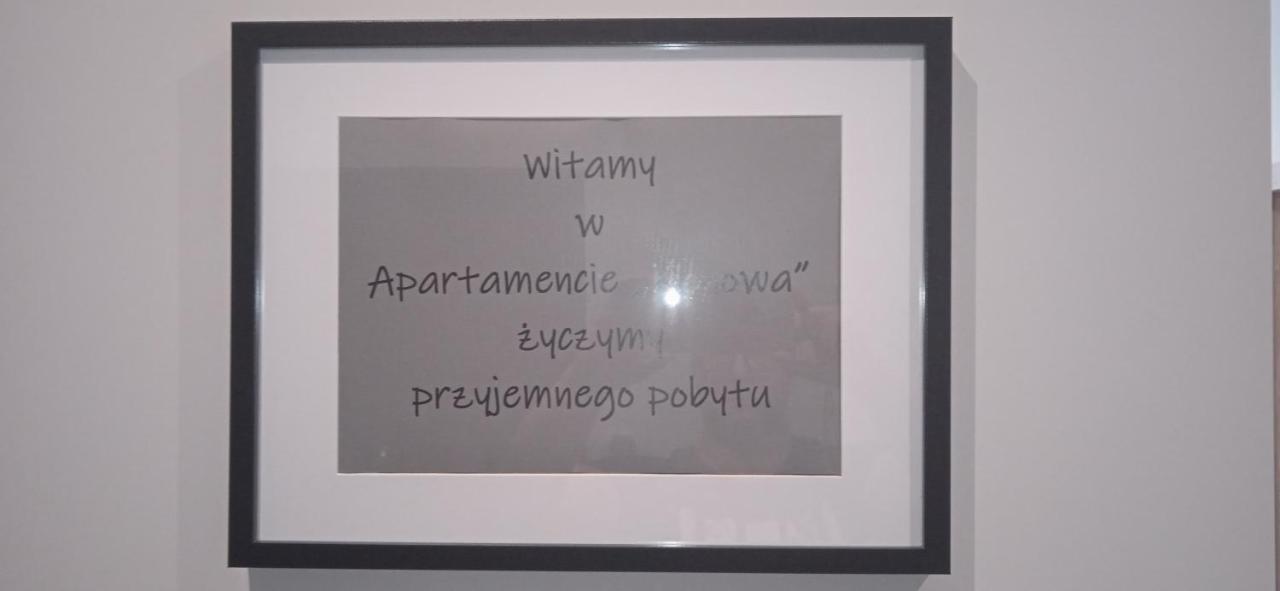 Witamy
w
Apartamencie
życzymy
przyjemnego pobytu